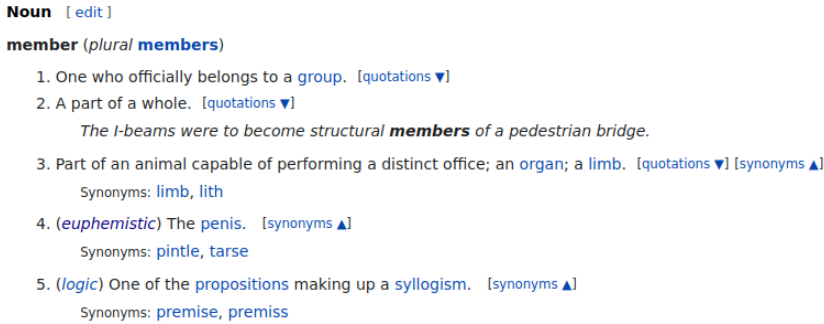 Noun [ edit ]
member (plural members)
1. One who officially belongs to a group. [quotations ▼]
2. A part of a whole. [quotations ▼]
The I-beams were to become structural members of a pedestrian bridge.
3. Part of an animal capable of performing a distinct office; an organ; a limb. [quotations ▼] [synonyms ▲]
Synonyms: limb, lith
4. (euphemistic) The penis. [synonyms ▲]
Synonyms: pintle, tarse
5. (logic) One of the propositions making up a syllogism. [synonyms ▲]
Synonyms: premise, premiss